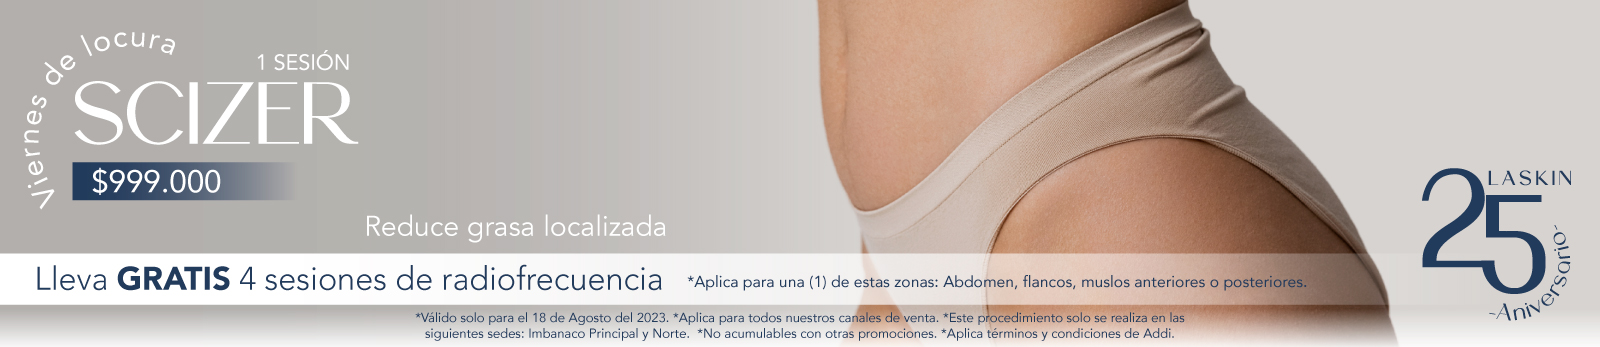 Viernes de locura
1 SESIÓN
SCIZER
$999.000
Reduce grasa localizada
Lleva GRATIS 4 sesiones de radiofrecuencia
*Aplica para una (1) de estas zonas: Abdomen, flancos, muslos anteriores o posteriores.
*Válido solo para el 18 de Agosto del 2023. *Aplica para todos nuestros canales de venta. *Este procedimiento solo se realiza en las
siguientes sedes: Imbanaco Principal y Norte. *No acumulables con otras promociones. *Aplica términos y condiciones de Addi.
LASKIN
25
-Aniversario-